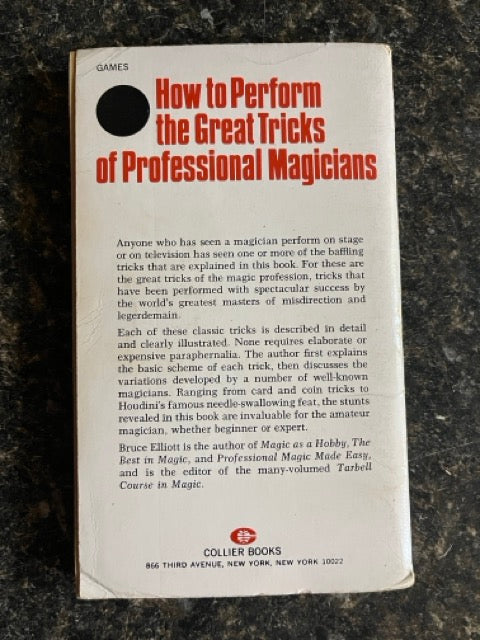 GAMES
How to Perform
the Great Tricks
of Professional Magicians
Anyone who has seen a magician perform on stage
or on television has seen one or more of the baffling
tricks that are explained in this book. For these are
the great tricks of the magic profession, tricks that
have been performed with spectacular success by
the world's greatest masters of misdirection and
legerdemain.
Each of these classic tricks is described in detail
and clearly illustrated. None requires elaborate or
expensive paraphernalia. The author first explains
the basic scheme of each trick, then discusses the
variations developed by a number of well-known
magicians. Ranging from card and coin tricks to
Houdini's famous needle-swallowing feat, the stunts
revealed in this book are invaluable for the amateur
magician, whether beginner or expert.
Bruce Elliott is the author of Magic as a Hobby, The
Best in Magic, and Professional Magic Made Easy,
and is the editor of the many-volumed Tarbell
Course in Magic.
COLLIER BOOKS
866 THIRD AVENUE, NEW YORK, NEW YORK 10022